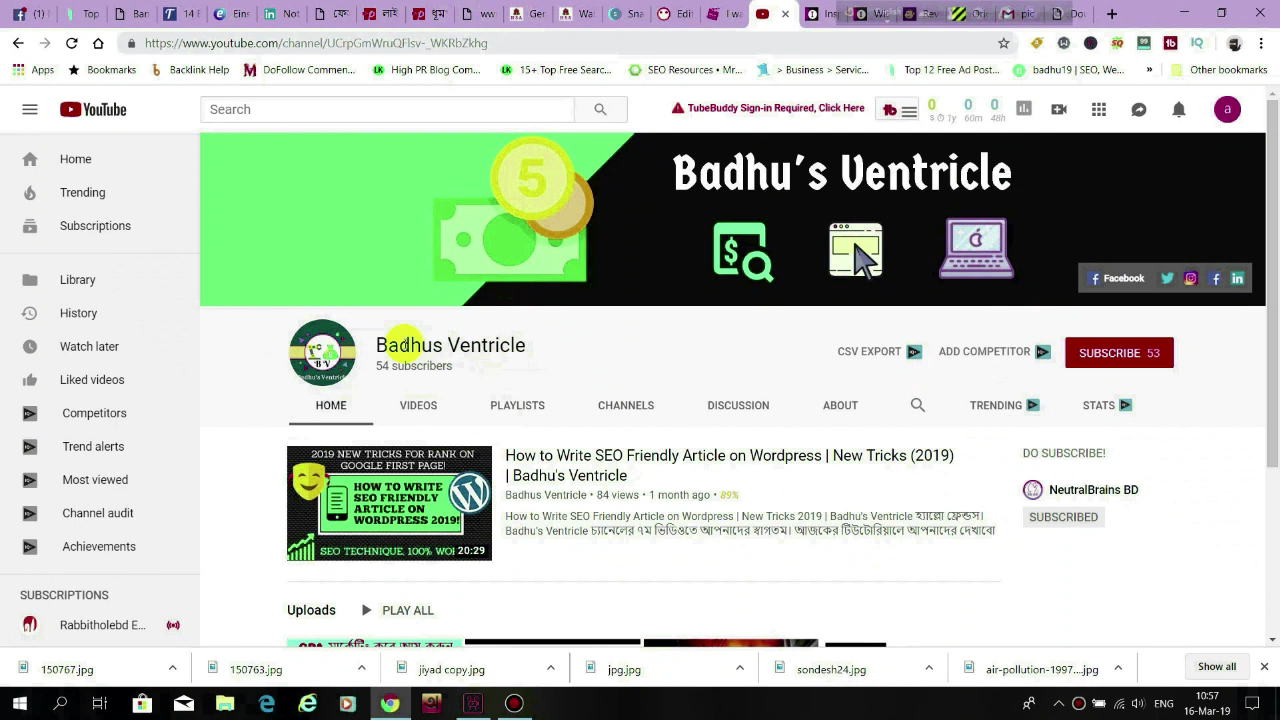 https://www.youtube.com/channel/UCrpGmWruQFlsv-_WKRbZkhg
Apps
Bookmarks
Backlink Help
DoFollow Commen...
High PR Blog Com...
15+ Top Free Sear...
SEO Resources • Mr...
> Business > Servic...
Top 12 Free Ad Post...
badhu19 | SEO, We...
»
Other bookmarks
YouTube
Search
TubeBuddy Sign-in Required, Click Here
0 0 0
1y 60m 48h
a
Home
Trending
Subscriptions
Library
History
Watch later
Liked videos
Competitors
Trend alerts
Most viewed
Channel audit
Achievements
SUBSCRIPTIONS
Rabbitholebd E...
5
Badhu's Ventricle
Facebook
Badhus Ventricle
54 subscribers
CSV EXPORT
ADD COMPETITOR
SUBSCRIBE 53
HOME
VIDEOS
PLAYLISTS
CHANNELS
DISCUSSION
ABOUT
TRENDING
STATS
2019 NEW TRICKS FOR RANK ON
GOOGLE FIRST PAGE!
HOW TO WRITE
SEO FRIENDLY
ARTICLE ON
WORDPRESS 2019!
SEO TECHNIQUE, 100% WO
20:29
How to Write SEO Friendly Article on Wordpress | New Tricks (2019)
| Badhu's Ventricle
Badhus Ventricle • 84 views • 1 month ago • 89%
How to Write SEO Friendly Article on Wordpress | New Tricks 2019 | Badhu's Ventricle হ্যাল্লো ফ্রেন্ডস।
Badhu's Ventricle চ্যানেলের ৭ম ভিডিওতে আপনাদের স্বাগতম। আজকের টিউটোরিয়ালে আপনাদের দেখাবো
DO SUBSCRIBE!
NeutralBrains BD
SUBSCRIBED
Uploads
PLAY ALL
150767.jpg
150763.jpg
jiyad copy.jpg
jpg.jpg
sondesh24.jpg
air-pollution-1997....jpg
Show all
ENG
10:57
16-Mar-19